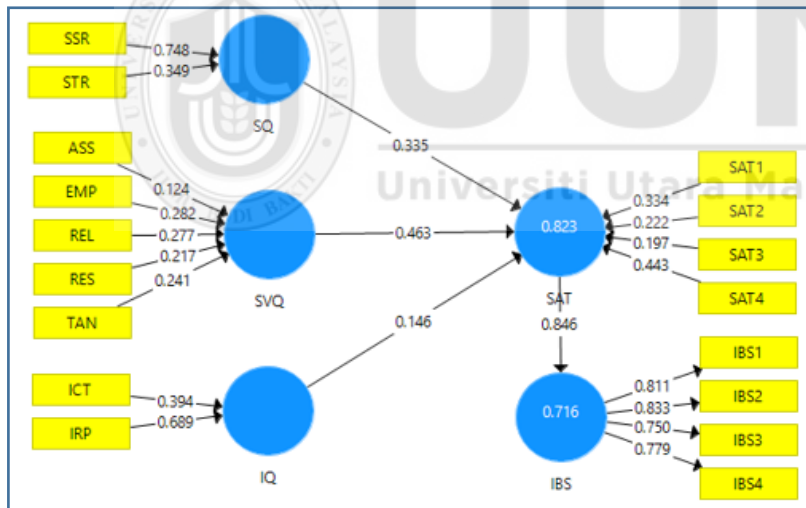 SSR
0.748
STR
0.349
SQ
0.335
ASS
0.124
EMP
0.282
REL
0.277
RES
0.217
TAN
0.241
SVQ
0.463
ICT
0.394
IRP
0.689
IQ
0.146
0.823
SAT
SAT1
0.334
SAT2
0.222
SAT3
0.197
SAT4
0.443
0.846
0.716
IBS
IBS1
0.811
IBS2
0.833
IBS3
0.750
IBS4
0.779
Universiti Utara Ma